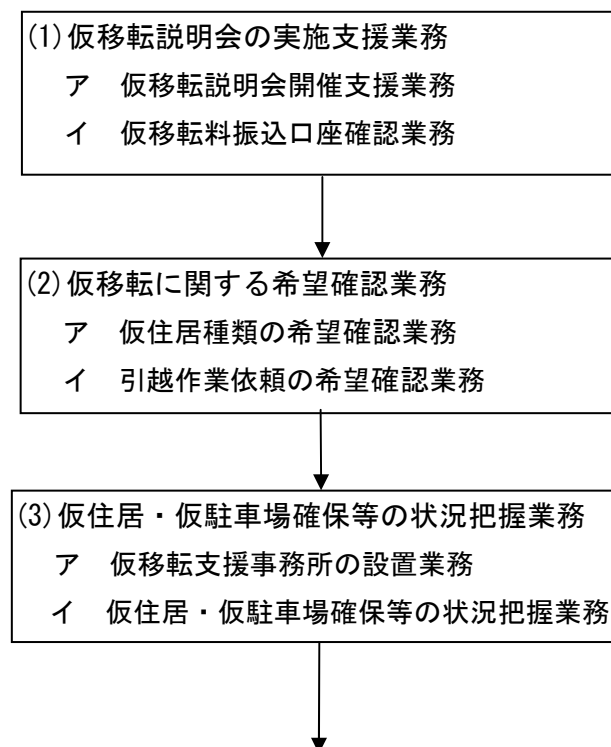 (1)仮移転説明会の実施支援業務
ア 仮移転説明会開催支援業務
イ 仮移転料振込口座確認業務
(2)仮移転に関する希望確認業務
ア 仮住居種類の希望確認業務
イ 引越作業依頼の希望確認業務
(3)仮住居・仮駐車場確保等の状況把握業務
ア 仮移転支援事務所の設置業務
イ 仮住居・仮駐車場確保等の状況把握業務